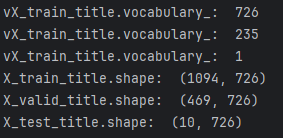 vX_train_title.vocabulary_:  726
vX_train_title.vocabulary_:  235
vX_train_title.vocabulary_:  1
X_train_title.shape:  (1094, 726)
X_valid_title.shape:  (469, 726)
X_test_title.shape:  (10, 726)